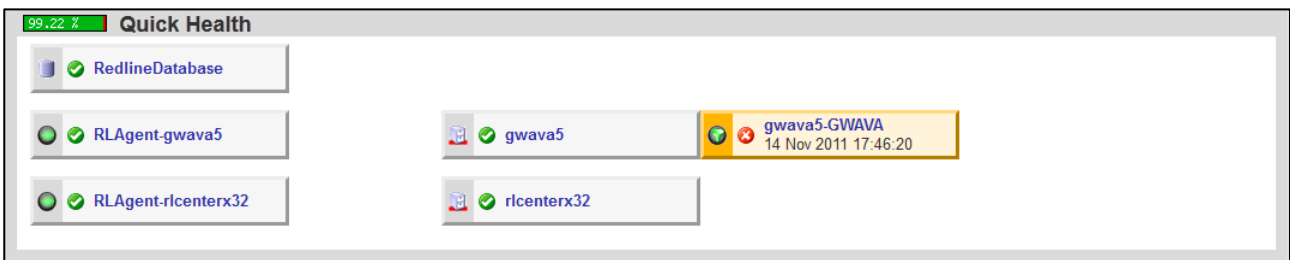 99.22 % Quick Health
RedlineDatabase
RLAgent-gwava5
gwava5
gwava5-GWAVA
14 Nov 2011 17:46:20
RLAgent-rlcenterx32
rlcenterx32